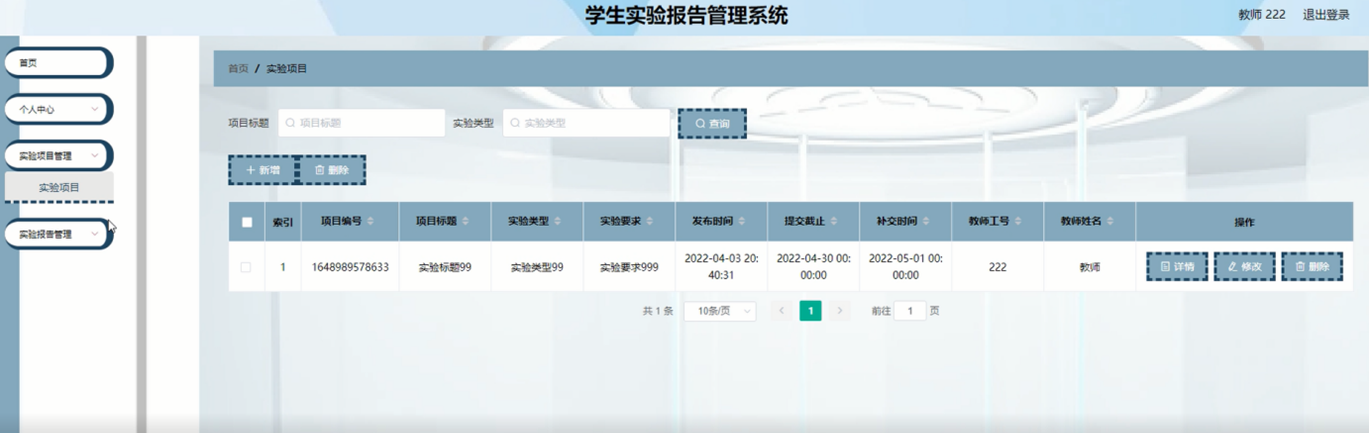 学生实验报告管理系统
教师 222 退出登录
首页
个人中心
实验项目管理
实验项目
实验报告管理
首页 / 实验项目
项目标题 项目标题 实验类型 实验类型 查询
+ 新增 删除
索引 项目编号 项目标题 实验类型 实验要求 发布时间 提交截止 补交时间 教师工号 教师姓名 操作
1 1648989578633 实验标题99 实验类型99 实验要求999 2022-04-03 20:40:31 2022-04-30 00:00:00 2022-05-01 00:00:00 222 教师 详情 修改 删除
共 1 条 10条/页 1 前往 1 页